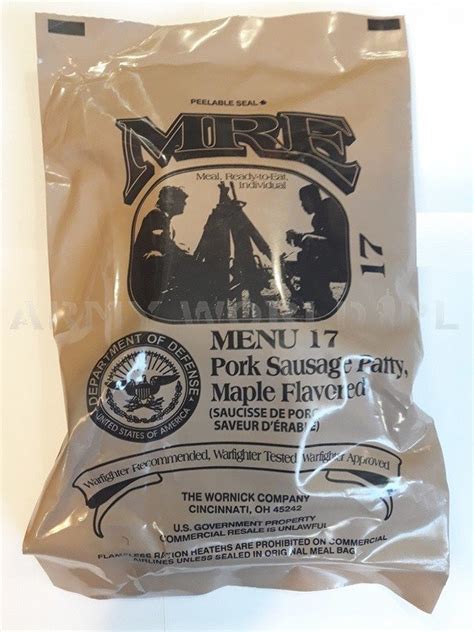 PEELABLE SEAL
MRE
Meal, Ready-to-Eat,
Individual
17
ARMY WORLD.PL
MENU 17
Pork Sausage Patty,
Maple Flavored
(SAUCISSE DE PORC
SAVEUR D'ÉRABLE)
DEPARTMENT OF DEFENSE
UNITED STATES OF AMERICA
Warfighter Recommended, Warfighter Tested, Warfighter Approved
THE WORNICK COMPANY
CINCINNATI, OH 45242
U.S. GOVERNMENT PROPERTY
COMMERCIAL RESALE IS UNLAWFUL
FLAMELESS RATION HEATERS ARE PROHIBITED ON COMMERCIAL
AIRLINES UNLESS SEALED IN ORIGINAL MEAL BAG